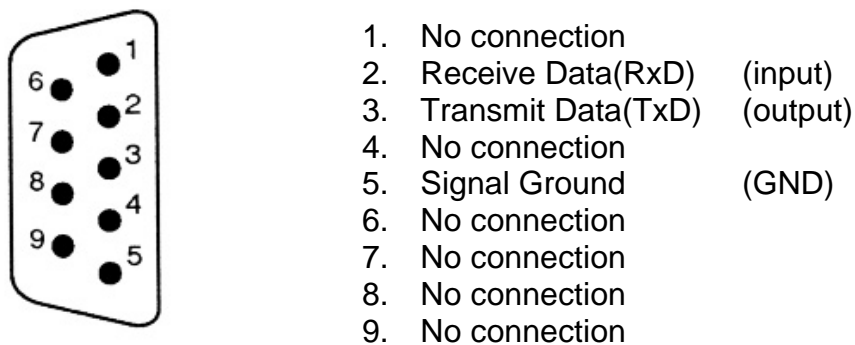 1
6
2
7
3
8
4
9
5
1. No connection
2. Receive Data(RxD) (input)
3. Transmit Data(TxD) (output)
4. No connection
5. Signal Ground (GND)
6. No connection
7. No connection
8. No connection
9. No connection